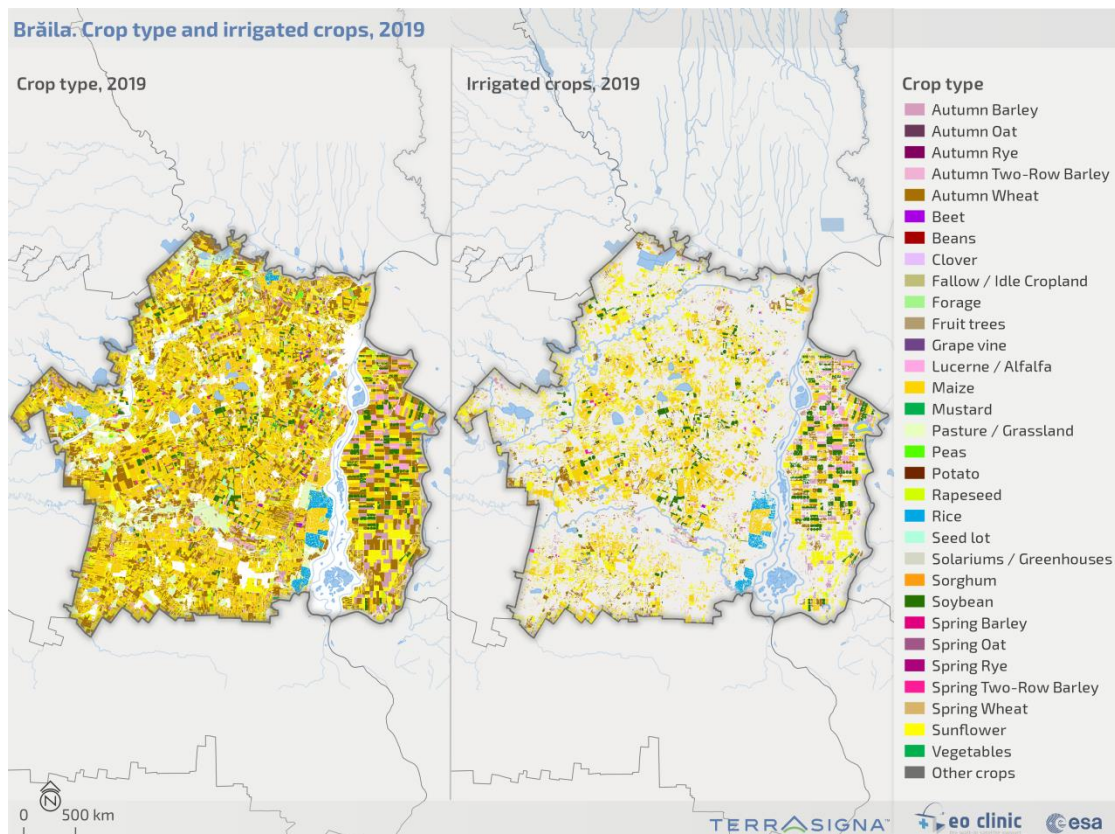 Brăila. Crop type and irrigated crops, 2019
Crop type, 2019
Irrigated crops, 2019
Crop type
Autumn Barley
Autumn Oat
Autumn Rye
Autumn Two-Row Barley
Autumn Wheat
Beet
Beans
Clover
Fallow / Idle Cropland
Forage
Fruit trees
Grape vine
Lucerne / Alfalfa
Maize
Mustard
Pasture / Grassland
Peas
Potato
Rapeseed
Rice
Seed lot
Solariums / Greenhouses
Sorghum
Soybean
Spring Barley
Spring Oat
Spring Rye
Spring Two-Row Barley
Spring Wheat
Sunflower
Vegetables
Other crops
N
0 500 km
TERRASIGNA™
eo clinic
esa